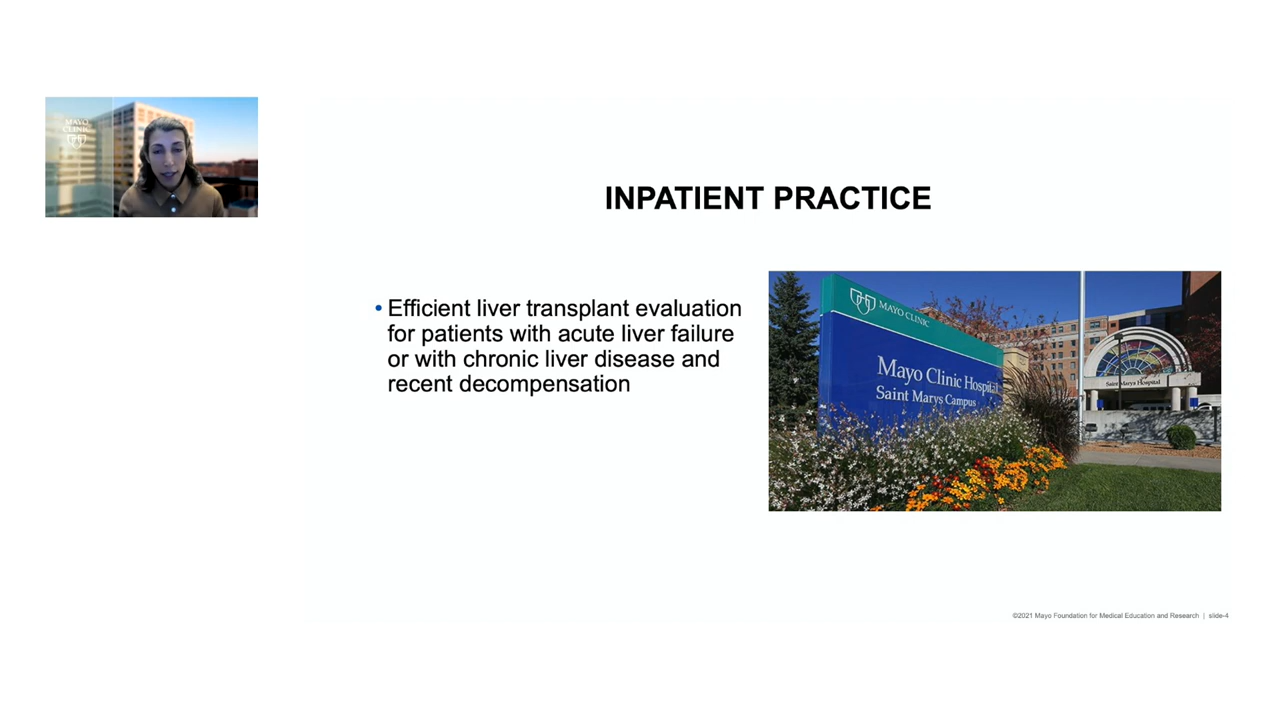 MAYO
CLINIC
INPATIENT PRACTICE
• Efficient liver transplant evaluation
for patients with acute liver failure
or with chronic liver disease and
recent decompensation
MAYO CLINIC
Mayo Clinic Hospital
Saint Marys Campus
Saint Marys Hospital
©2021 Mayo Foundation for Medical Education and Research | slide-4